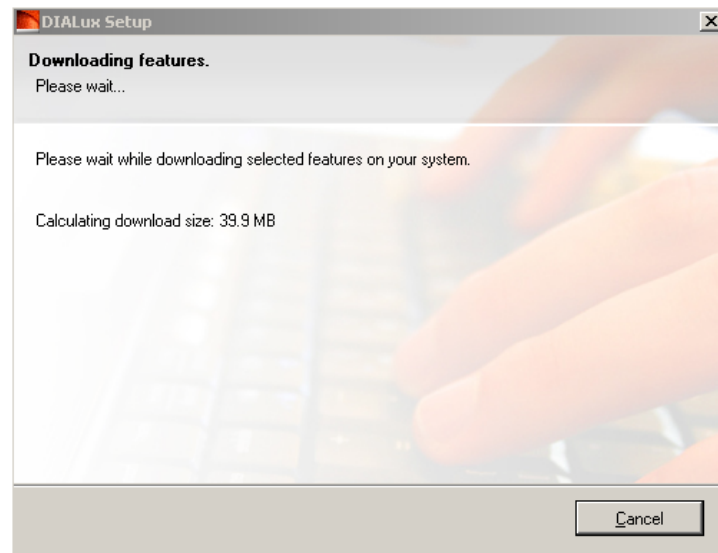 DIALux Setup
Downloading features.
Please wait...
Please wait while downloading selected features on your system.
Calculating download size: 39.9 MB
Cancel